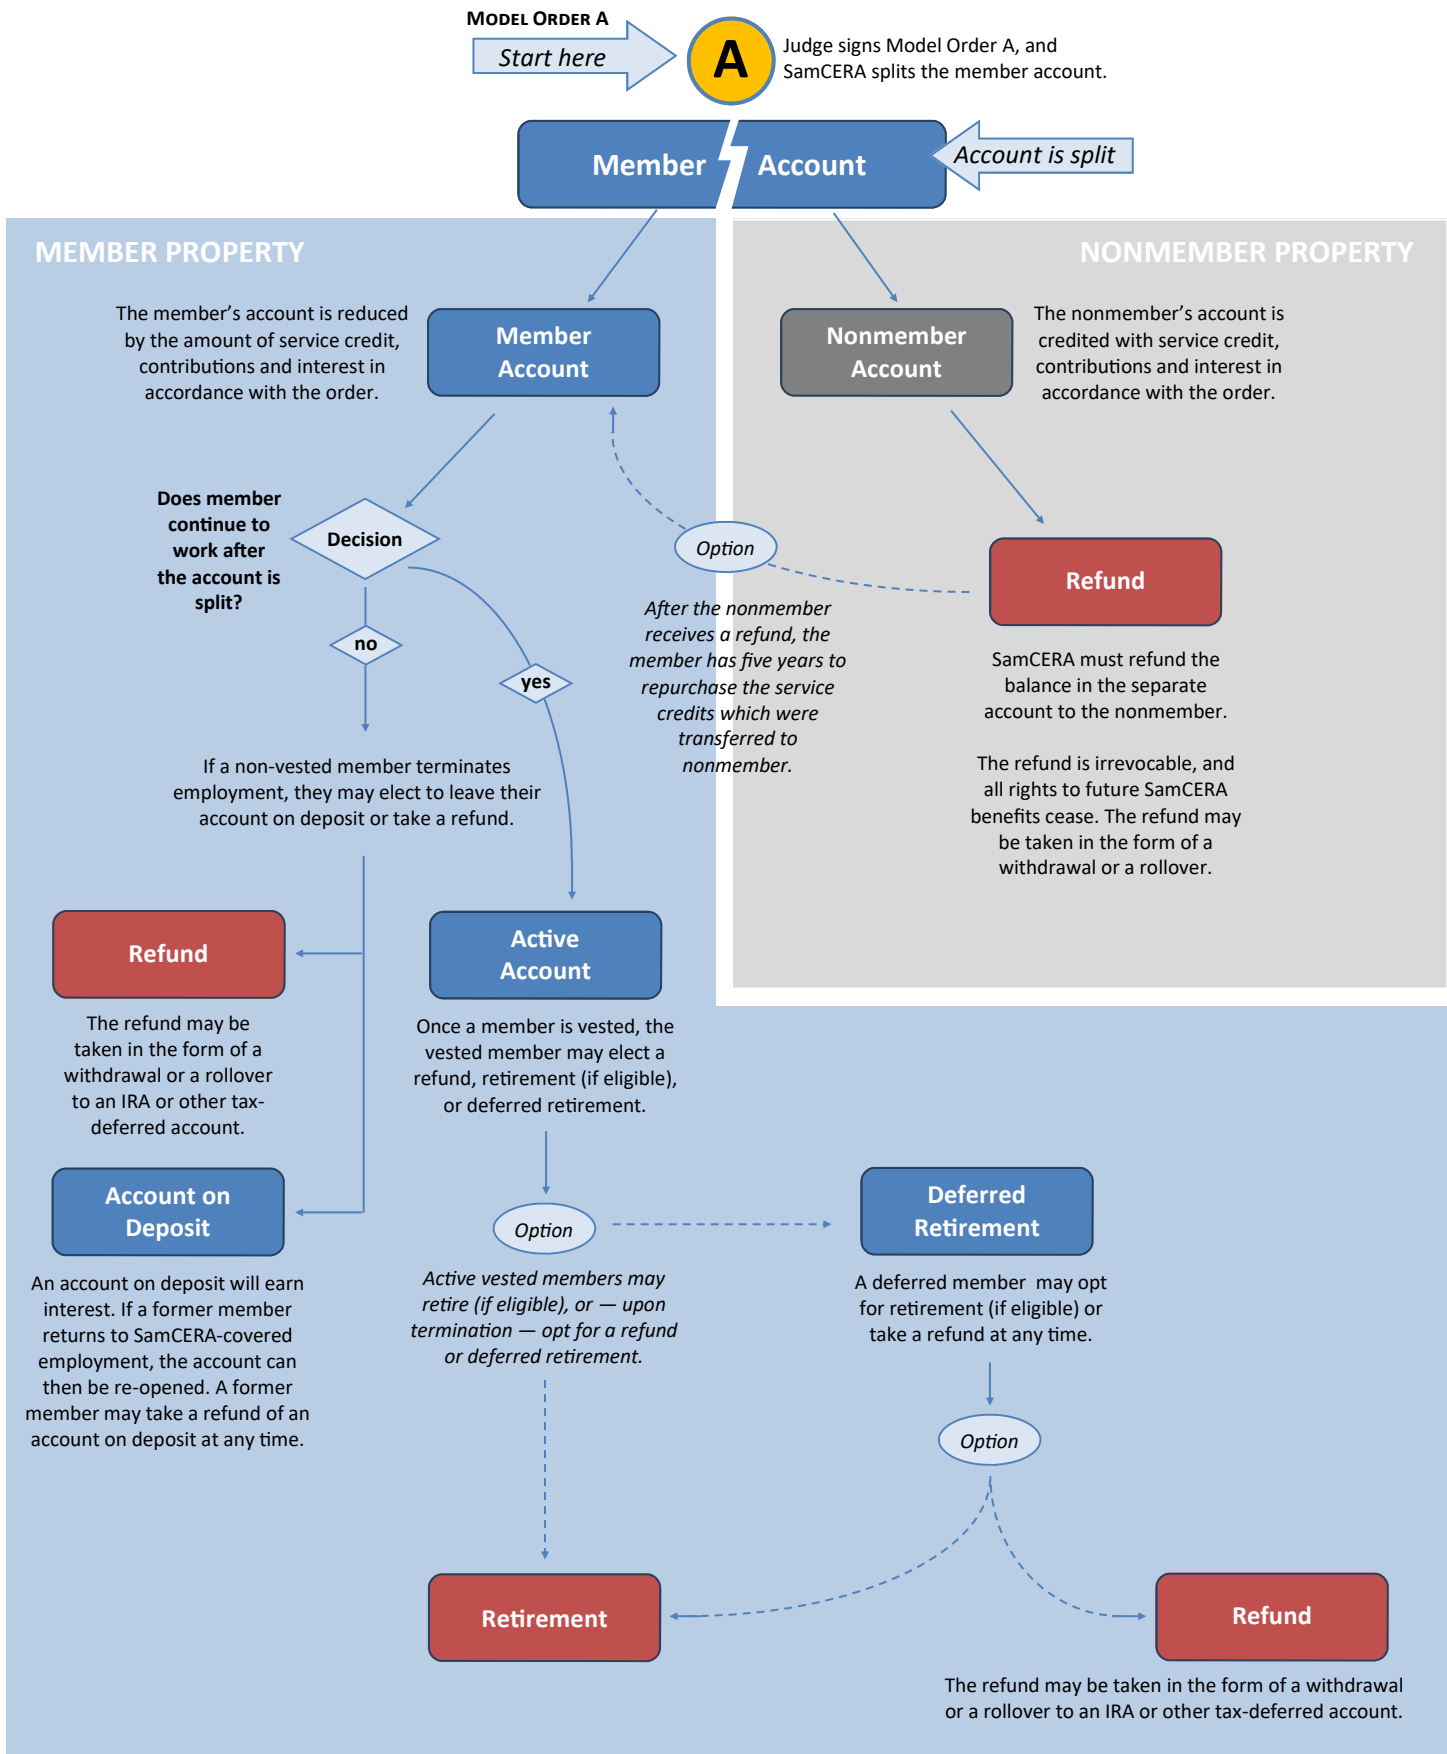 MODEL ORDER A
Start here
A
Judge signs Model Order A, and
SamCERA splits the member account.
Member Account
Account is split
MEMBER PROPERTY
NONMEMBER PROPERTY
The member’s account is reduced
by the amount of service credit,
contributions and interest in
accordance with the order.
Member
Account
Nonmember
Account
The nonmember’s account is
credited with service credit,
contributions and interest in
accordance with the order.
Does member
continue to
work after
the account is
split?
Decision
no
yes
Option
After the nonmember
receives a refund, the
member has five years to
repurchase the service
credits which were
transferred to
nonmember.
Refund
SamCERA must refund the
balance in the separate
account to the nonmember.
The refund is irrevocable, and
all rights to future SamCERA
benefits cease. The refund may
be taken in the form of a
withdrawal or a rollover.
If a non-vested member terminates
employment, they may elect to leave their
account on deposit or take a refund.
Refund
The refund may be
taken in the form of a
withdrawal or a rollover
to an IRA or other tax-
deferred account.
Active
Account
Once a member is vested, the
vested member may elect a
refund, retirement (if eligible),
or deferred retirement.
Account on
Deposit
An account on deposit will earn
interest. If a former member
returns to SamCERA-covered
employment, the account can
then be re-opened. A former
member may take a refund of an
account on deposit at any time.
Option
Active vested members may
retire (if eligible), or — upon
termination — opt for a refund
or deferred retirement.
Deferred
Retirement
A deferred member  may opt
for retirement (if eligible) or
take a refund at any time.
Option
Retirement
Refund
The refund may be taken in the form of a withdrawal
or a rollover to an IRA or other tax-deferred account.